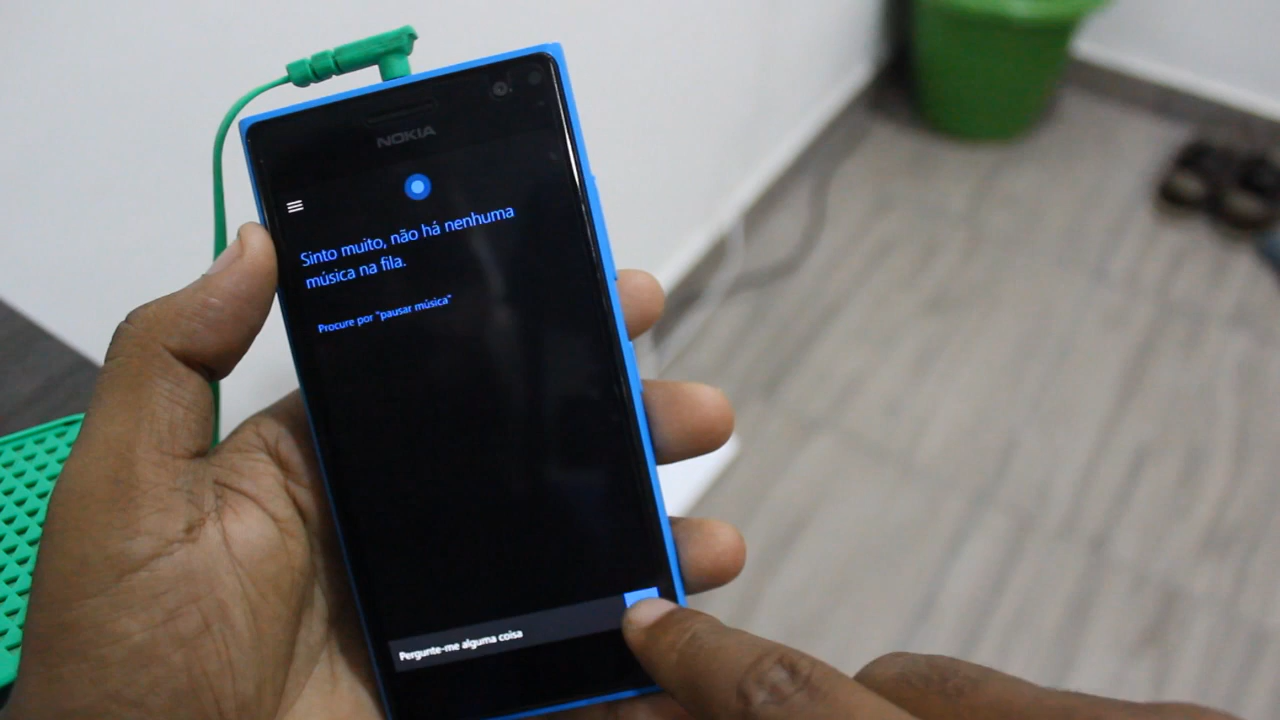 NOKIA
Sinto muito, não há nenhuma
música na fila.
Procure por "pausar música"
Pergunte-me alguma coisa